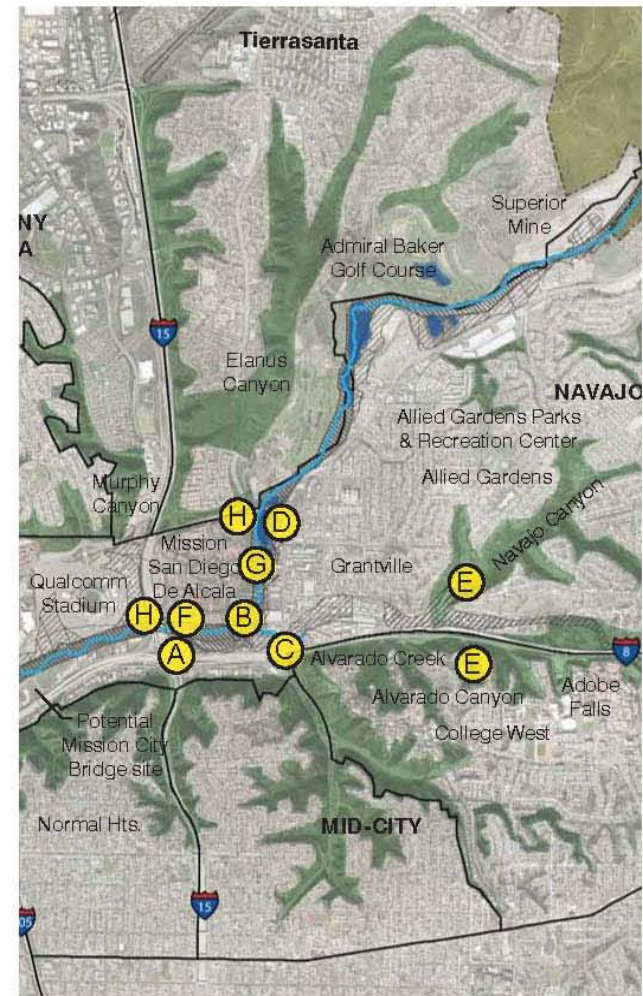 Tierrasanta
Superior
Mine
NY
A
Admiral Baker
Golf Course
15
Elanus
Canyon
NAVAJO
Allied Gardens Parks
& Recreation Center
Allied Gardens
Murphy
Canyon
Navajo Canyon
H
D
Mission
San Diego
De Alcala
G
Grantville
Qualcomm
Stadium
E
H
F
B
A
C
Alvarado Creek
E
8
Alvarado Canyon
Adobe
Falls
College West
Potential
Mission City
Bridge site
Normal Hts.
MID-CITY
15
05